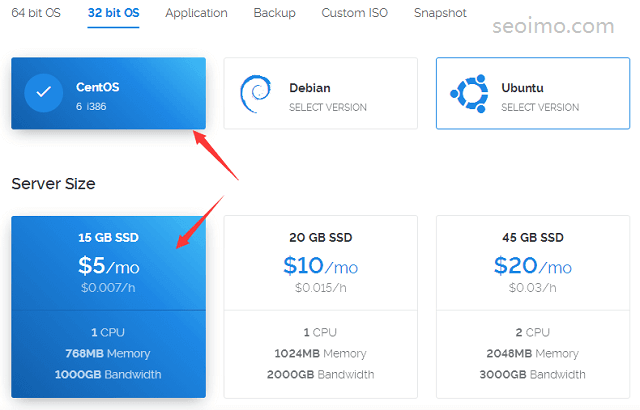 64 bit OS 32 bit OS Application Backup Custom ISO Snapshot
seoimo.com
CentOS
6 i386
Debian
SELECT VERSION
Ubuntu
SELECT VERSION
Server Size
15 GB SSD
$5/mo
$0.007/h
1 CPU
768MB Memory
1000GB Bandwidth
20 GB SSD
$10/mo
$0.015/h
1 CPU
1024MB Memory
2000GB Bandwidth
45 GB SSD
$20/mo
$0.03/h
2 CPU
2048MB Memory
3000GB Bandwidth